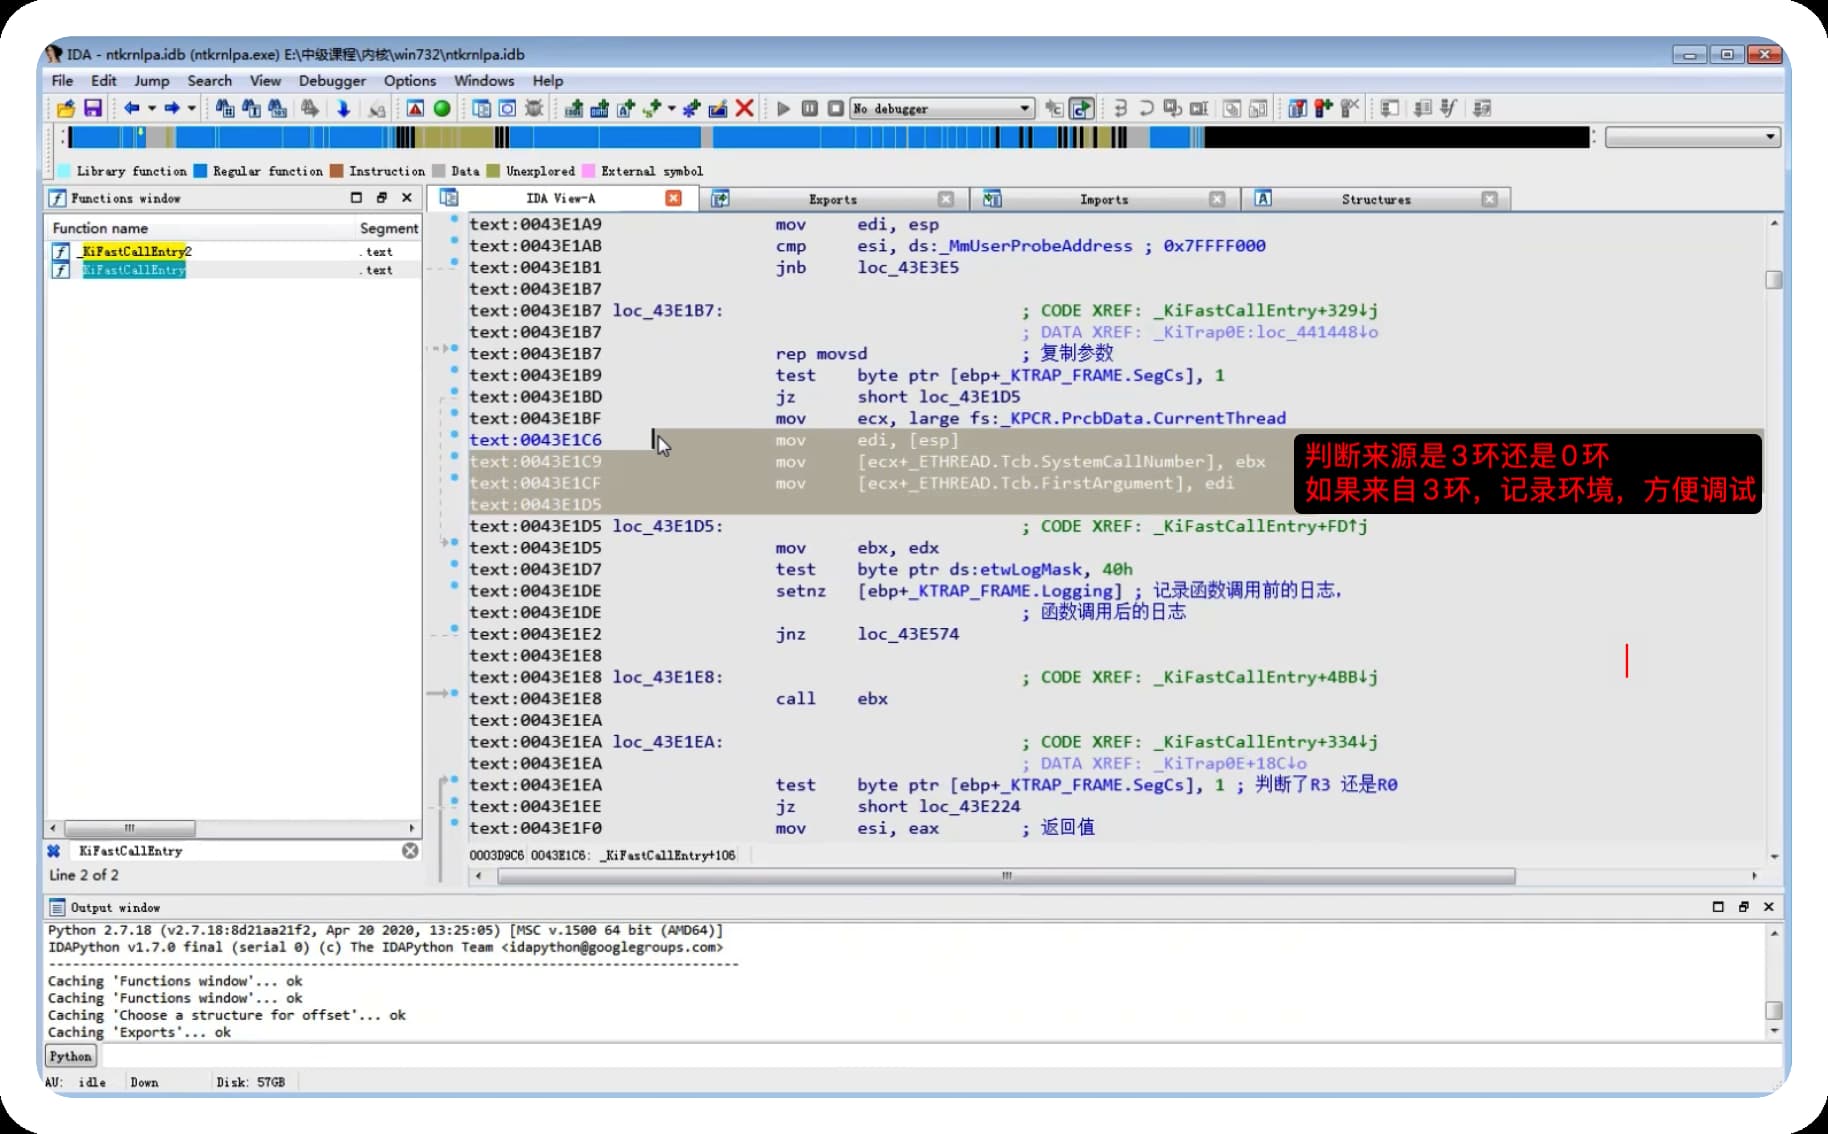 IDA - ntkrnlpa.idb (ntkrnlpa.exe) E:\中级课程\内核\win732\ntkrnlpa.idb
File Edit Jump Search View Debugger Options Windows Help
No debugger
Library function Regular function Instruction Data Unexplored External symbol
Functions window
IDA View-A Exports Imports Structures
Function name Segment
_KiFastCallEntry2 .text
_KiFastCallEntry .text
text:0043E1A9 mov edi, esp
text:0043E1AB cmp esi, ds:_MmUserProbeAddress ; 0x7FFFF000
text:0043E1B1 jnb loc_43E3E5
text:0043E1B7
text:0043E1B7 loc_43E1B7: ; CODE XREF: _KiFastCallEntry+329↓j
text:0043E1B7 ; DATA XREF: _KiTrap0E:loc_441448↓o
text:0043E1B7 rep movsd ; 复制参数
text:0043E1B9 test byte ptr [ebp+_KTRAP_FRAME.SegCs], 1
text:0043E1BD jz short loc_43E1D5
text:0043E1BF mov ecx, large fs:_KPCR.PrcbData.CurrentThread
text:0043E1C6 mov edi, [esp]
text:0043E1C9 mov [ecx+_ETHREAD.Tcb.SystemCallNumber], ebx
text:0043E1CF mov [ecx+_ETHREAD.Tcb.FirstArgument], edi
text:0043E1D5
判断来源是3环还是0环
如果来自3环，记录环境，方便调试
text:0043E1D5 loc_43E1D5: ; CODE XREF: _KiFastCallEntry+FD↑j
text:0043E1D5 mov ebx, edx
text:0043E1D7 test byte ptr ds:etwLogMask, 40h
text:0043E1DE setnz [ebp+_KTRAP_FRAME.Logging] ; 记录函数调用前的日志,
text:0043E1DE ; 函数调用后的日志
text:0043E1E2 jnz loc_43E574
text:0043E1E8
text:0043E1E8 loc_43E1E8: ; CODE XREF: _KiFastCallEntry+4BB↓j
text:0043E1E8 call ebx
text:0043E1EA
text:0043E1EA loc_43E1EA: ; CODE XREF: _KiFastCallEntry+334↓j
text:0043E1EA ; DATA XREF: _KiTrap0E+18C↓o
text:0043E1EA test byte ptr [ebp+_KTRAP_FRAME.SegCs], 1 ; 判断了R3 还是R0
text:0043E1EE jz short loc_43E224
text:0043E1F0 mov esi, eax ; 返回值
KiFastCallEntry
0003D9C6 0043E1C6: _KiFastCallEntry+106
Line 2 of 2
Output window
Python 2.7.18 (v2.7.18:8d21aa21f2, Apr 20 2020, 13:25:05) [MSC v.1500 64 bit (AMD64)]
IDAPython v1.7.0 final (serial 0) (c) The IDAPython Team <idapython@googlegroups.com>
Caching 'Functions window'... ok
Caching 'Functions window'... ok
Caching 'Choose a structure for offset'... ok
Caching 'Exports'... ok
Python
AU: idle Down Disk: 57GB